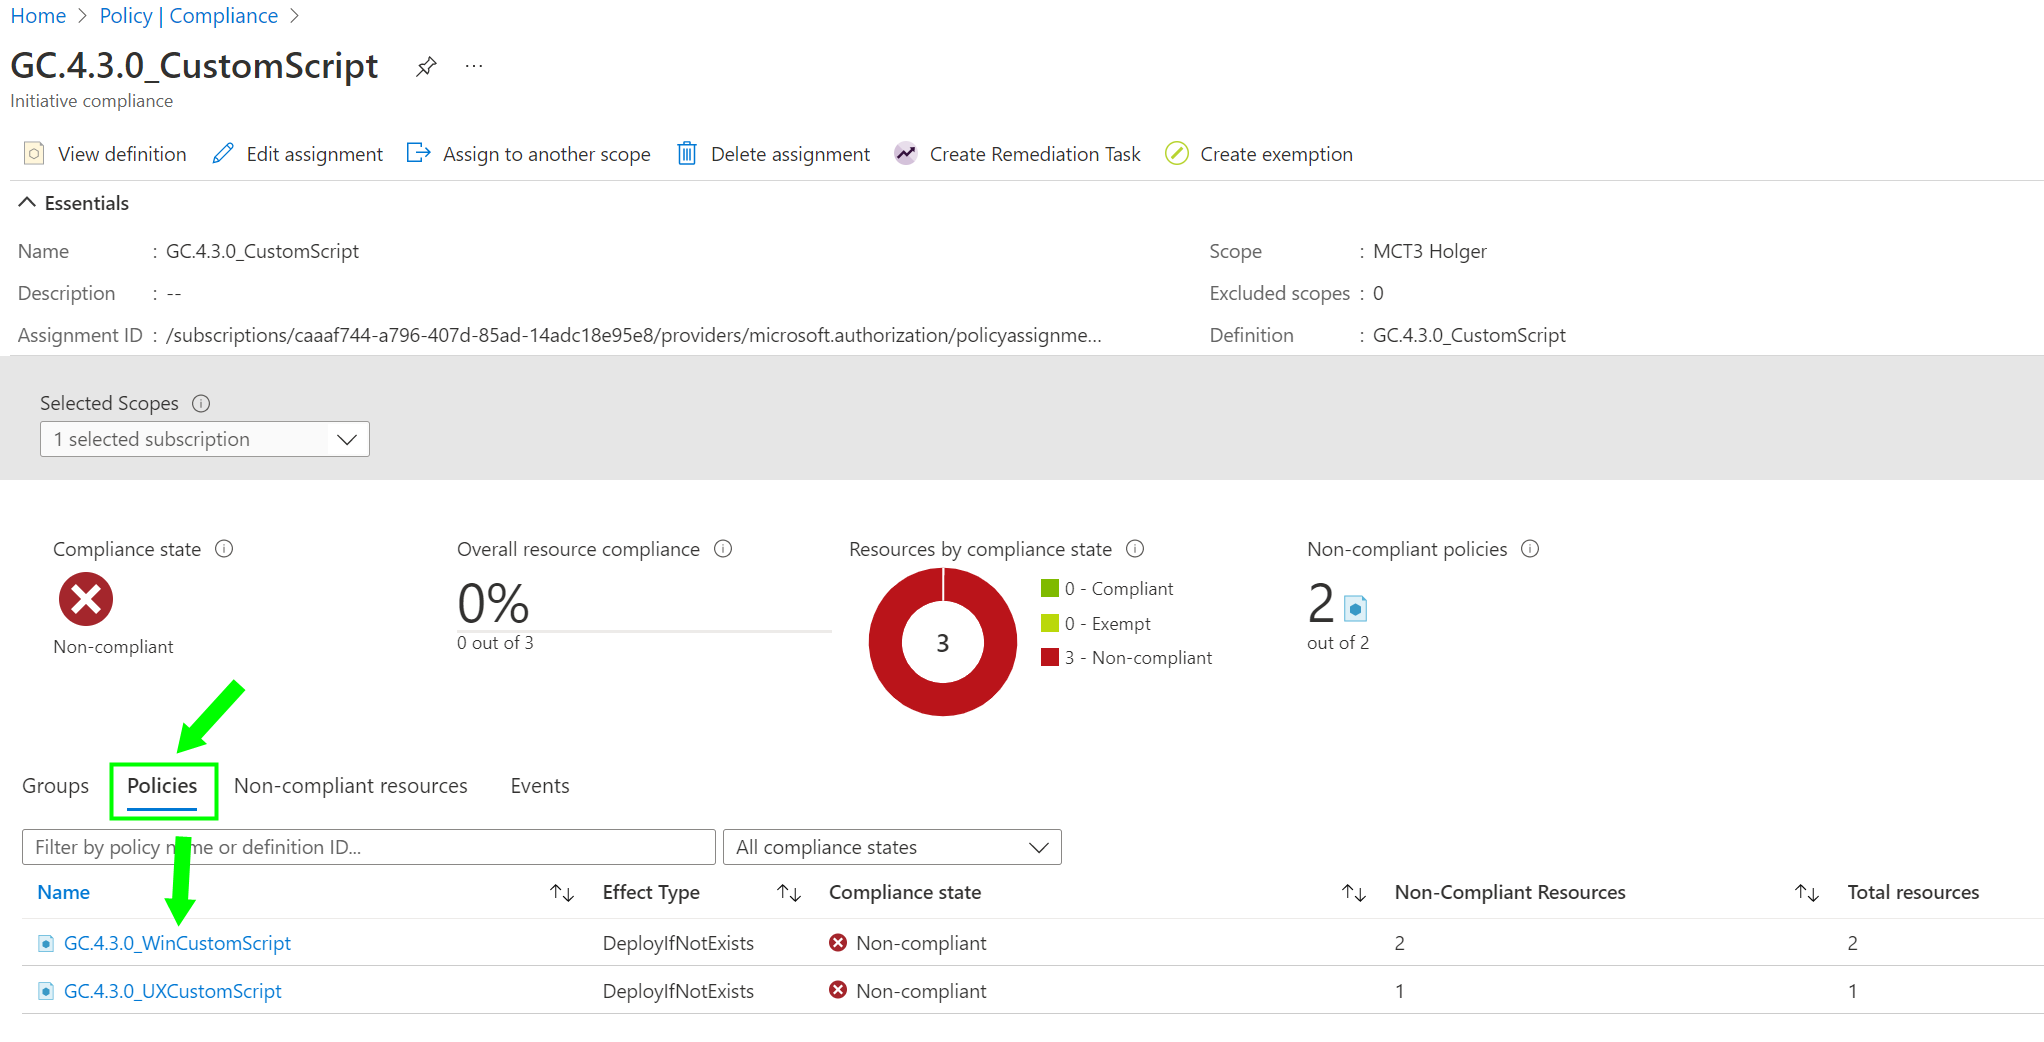 Home > Policy | Compliance >
GC.4.3.0_CustomScript ...
Initiative compliance
View definition Edit assignment Assign to another scope Delete assignment Create Remediation Task Create exemption
Essentials
Name : GC.4.3.0_CustomScript Scope : MCT3 Holger
Description : -- Excluded scopes : 0
Assignment ID : /subscriptions/caaaf744-a796-407d-85ad-14adc18e95e8/providers/microsoft.authorization/policyassignme... Definition : GC.4.3.0_CustomScript
Selected Scopes
1 selected subscription
Compliance state Overall resource compliance Resources by compliance state Non-compliant policies
0% 0 - Compliant 2
0 out of 3 3 0 - Exempt out of 2
Non-compliant 3 - Non-compliant
Groups Policies Non-compliant resources Events
Filter by policy n me or definition ID... All compliance states
Name Effect Type Compliance state Non-Compliant Resources Total resources
GC.4.3.0_WinCustomScript DeployIfNotExists Non-compliant 2 2
GC.4.3.0_UXCustomScript DeployIfNotExists Non-compliant 1 1